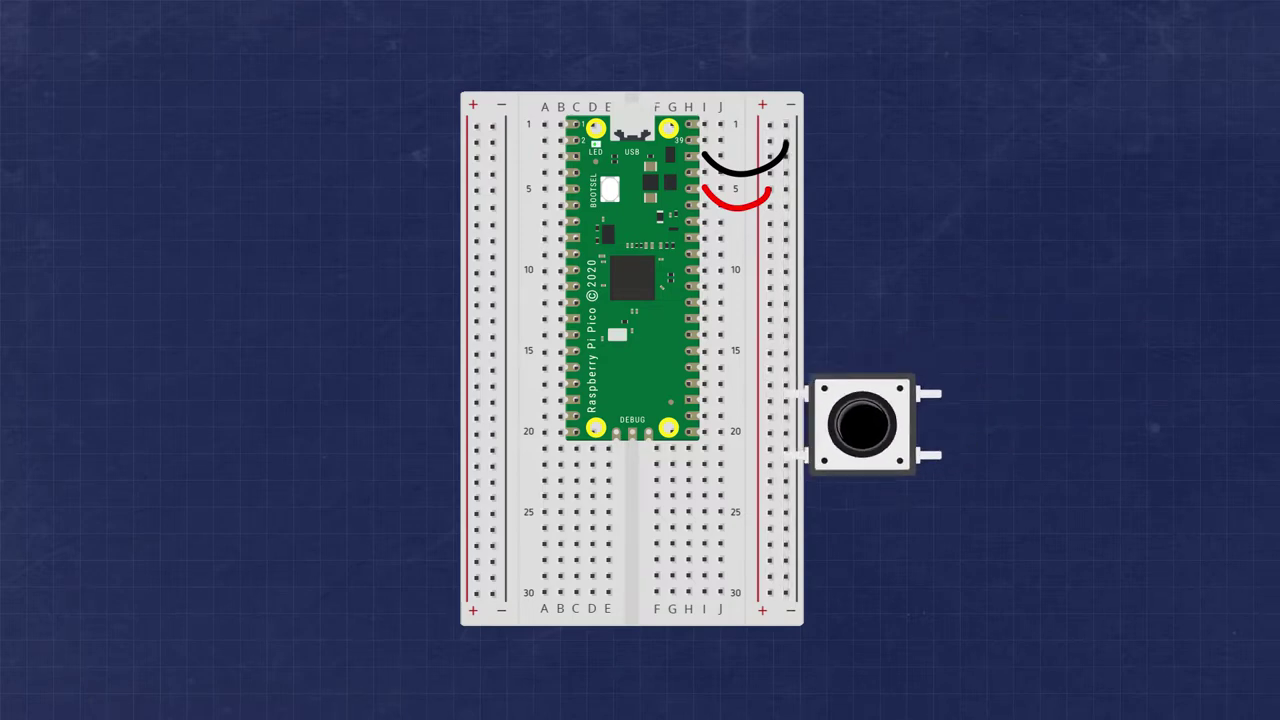 + − A B C D E F G H I J + −
1 1 1
2 39
LED USB
BOOTSEL
5 5
10 10
Raspberry Pi Pico © 2020
15 15
DEBUG
20 20
25 25
30 30
+ − A B C D E F G H I J + −